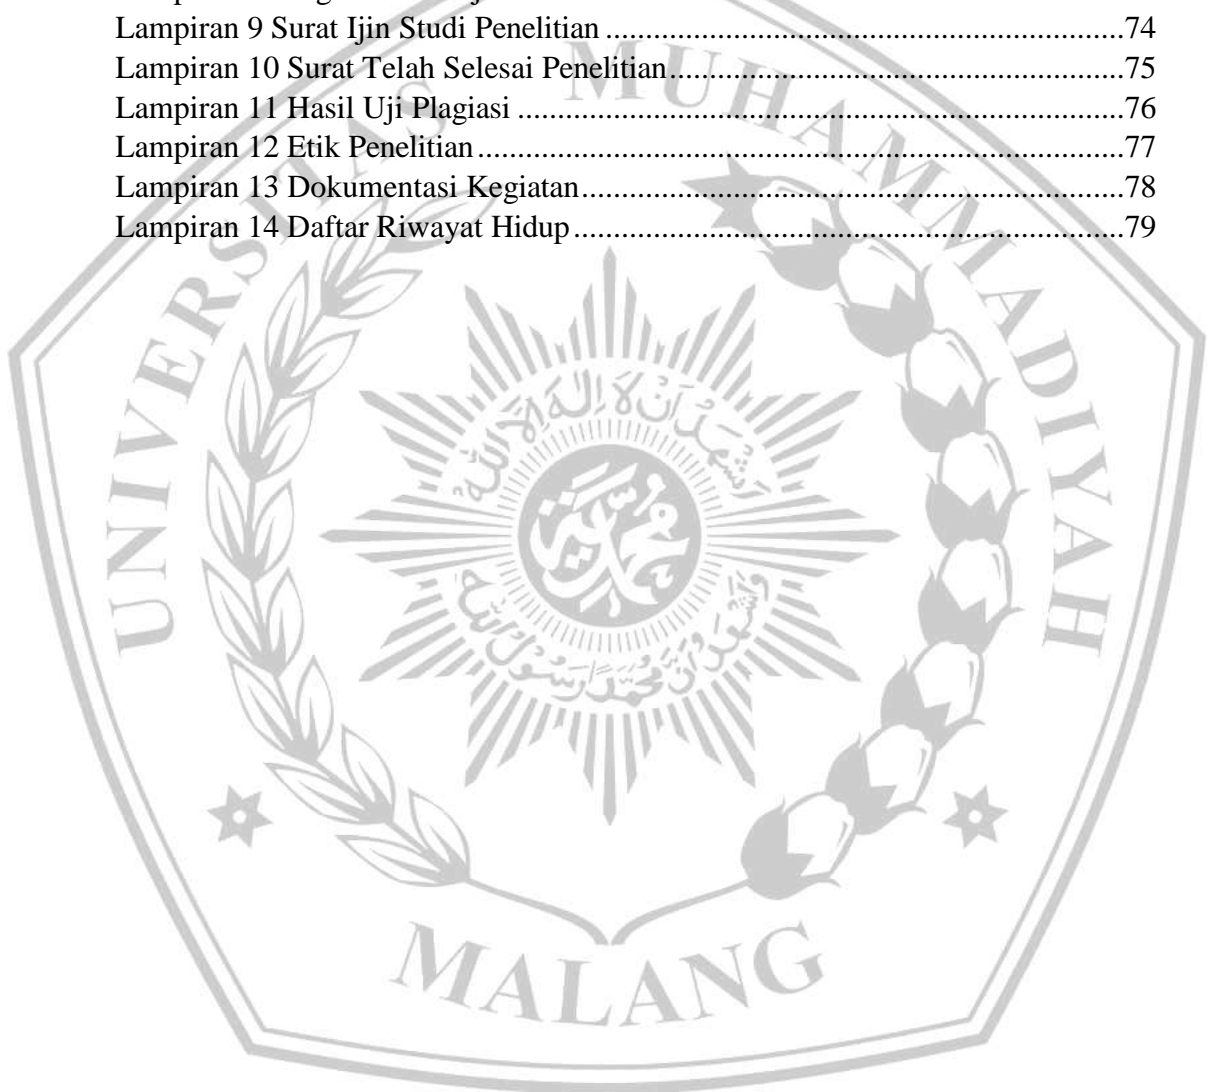 Lampiran 9 Surat Ijin Studi Penelitian ................................................................74
Lampiran 10 Surat Telah Selesai Penelitian........................................................75
Lampiran 11 Hasil Uji Plagiasi ...........................................................................76
Lampiran 12 Etik Penelitian................................................................................77
Lampiran 13 Dokumentasi Kegiatan...................................................................78
Lampiran 14 Daftar Riwayat Hidup....................................................................79
UNIVERSITAS MUHAMMADIYAH
MALANG